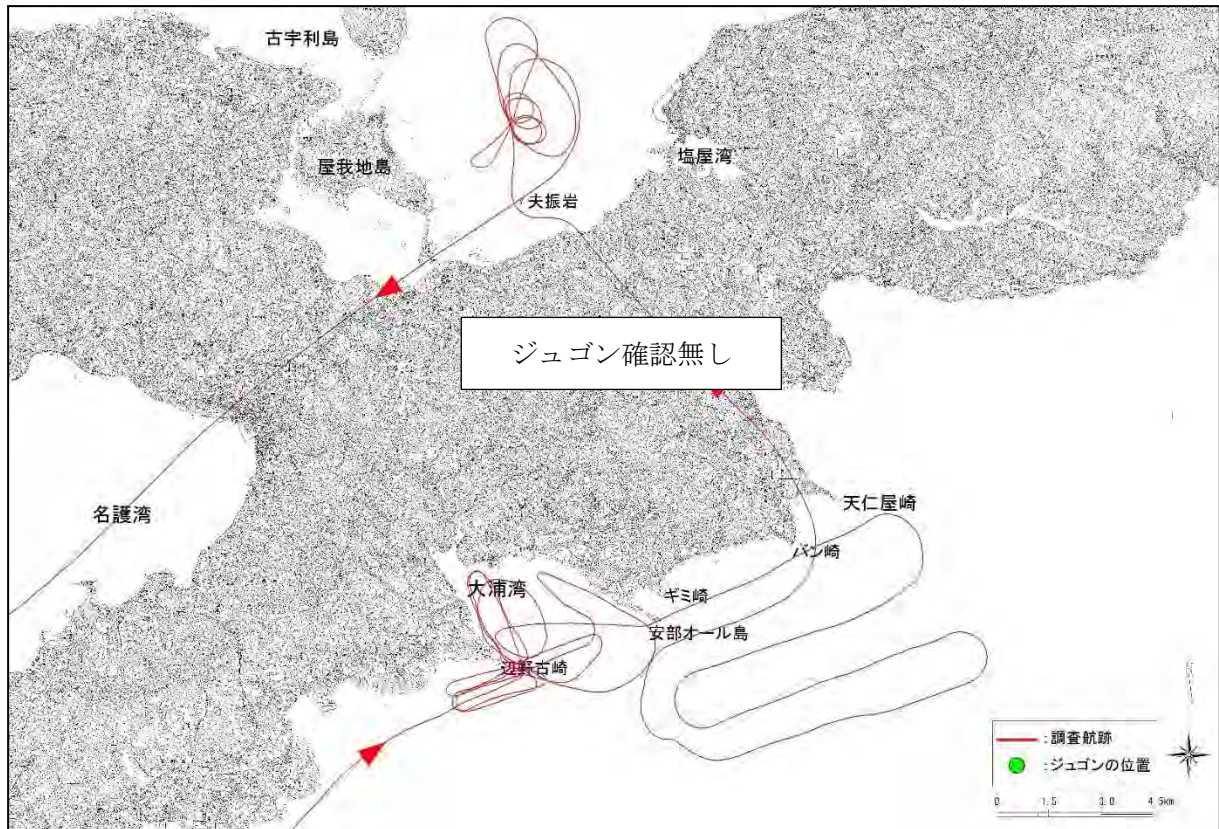 古宇利島
屋我地島
塩屋湾
夫振岩
ジュゴン確認無し
名護湾
天仁屋崎
バン崎
大浦湾
ギミ崎
安部オール島
辺野古崎
:調査航跡
:ジュゴンの位置
0 1.5 3.0 4.5km